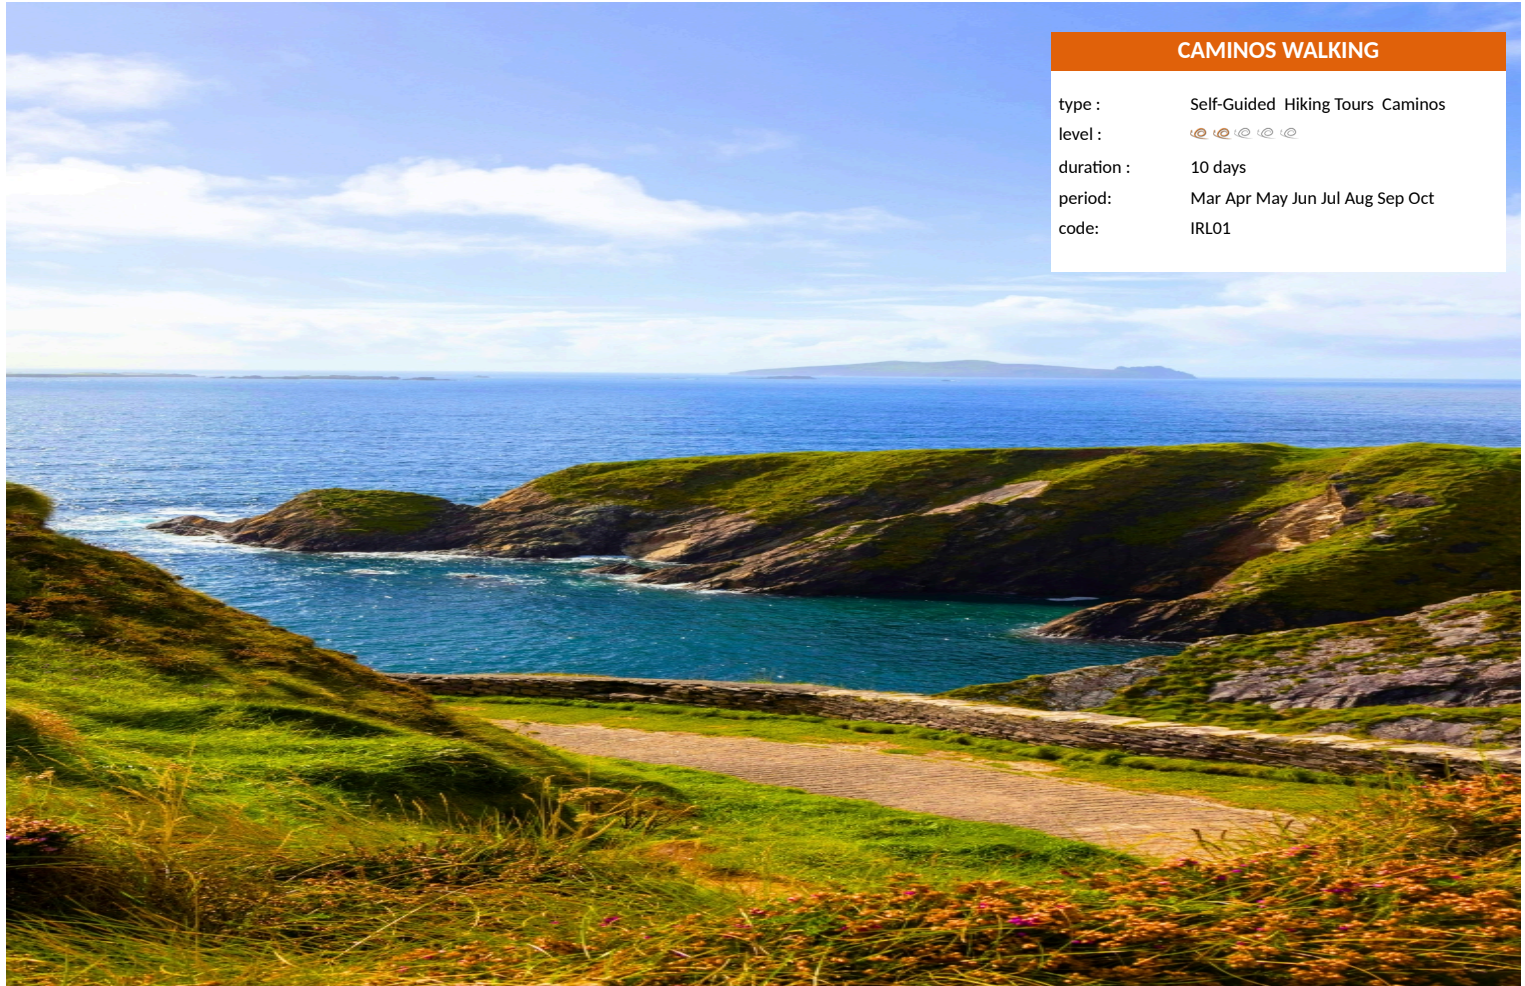 CAMINOS WALKING
type : Self-Guided Hiking Tours Caminos
level :
duration : 10 days
period: Mar Apr May Jun Jul Aug Sep Oct
code: IRL01